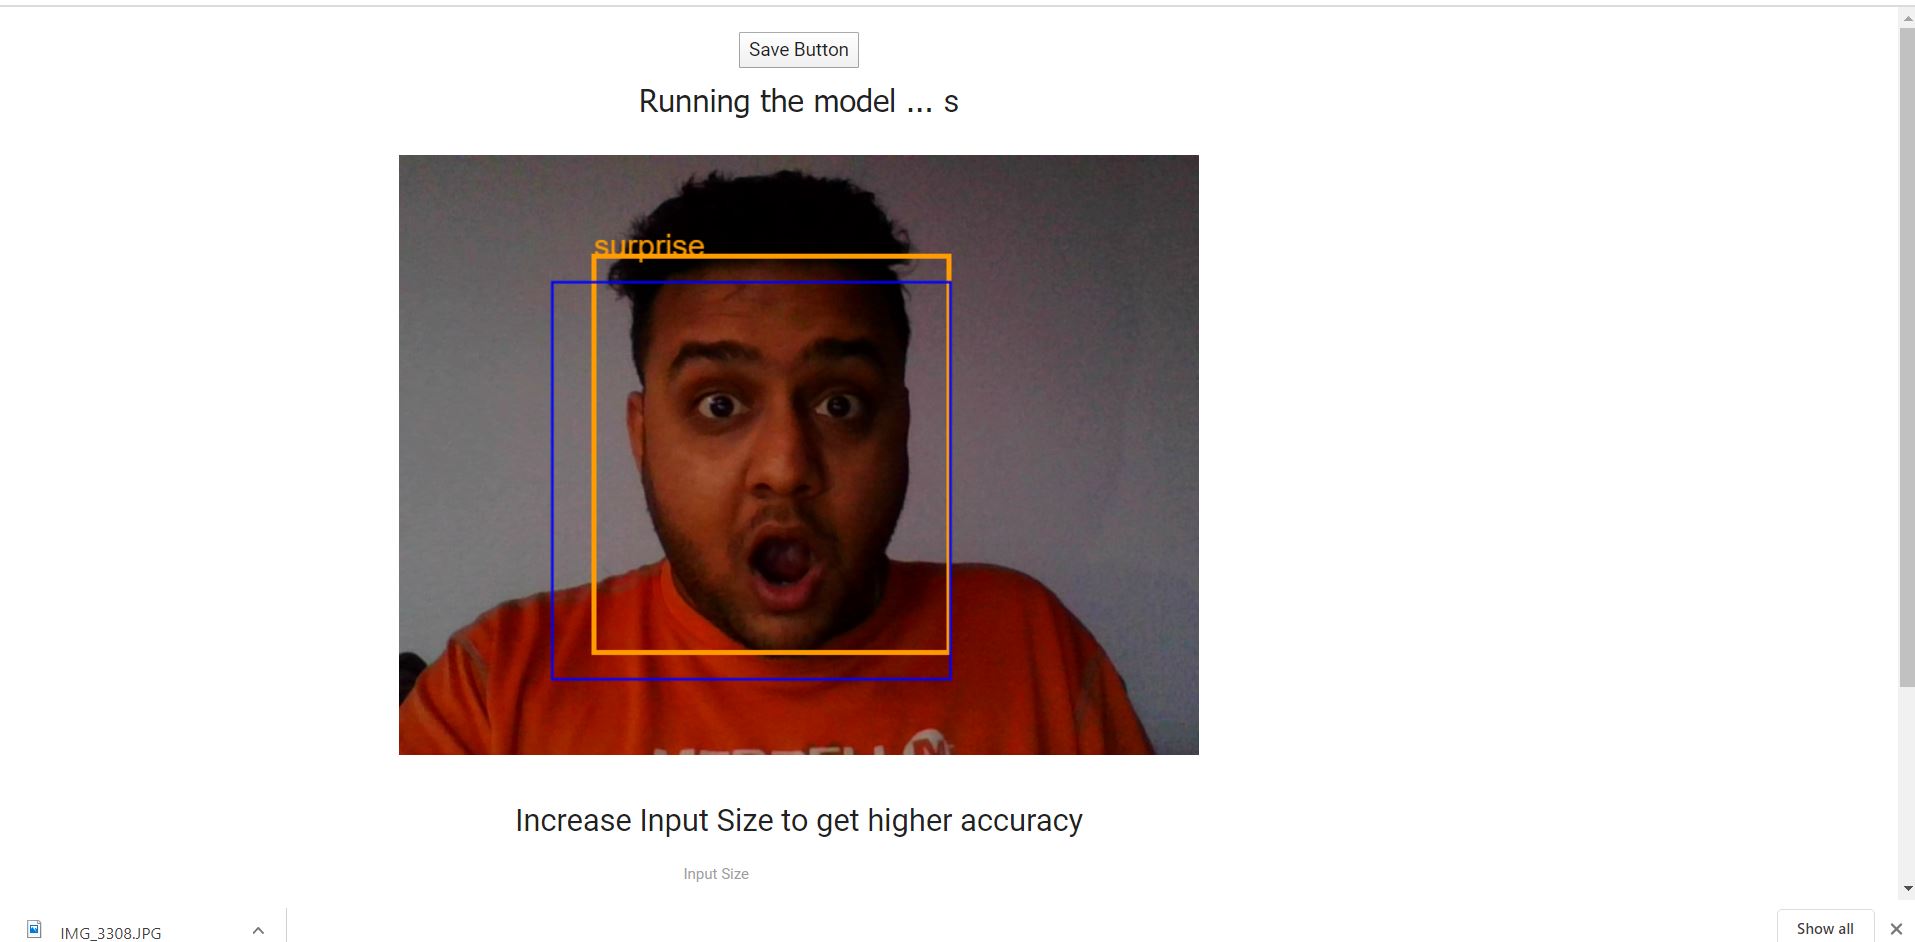 Save Button
Running the model ... s
surprise
MERRELL M
Increase Input Size to get higher accuracy
Input Size
IMG_3308.JPG
Show all